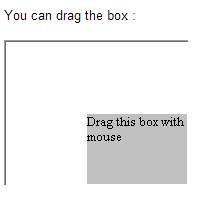 You can drag the box :
Drag this box with
mouse